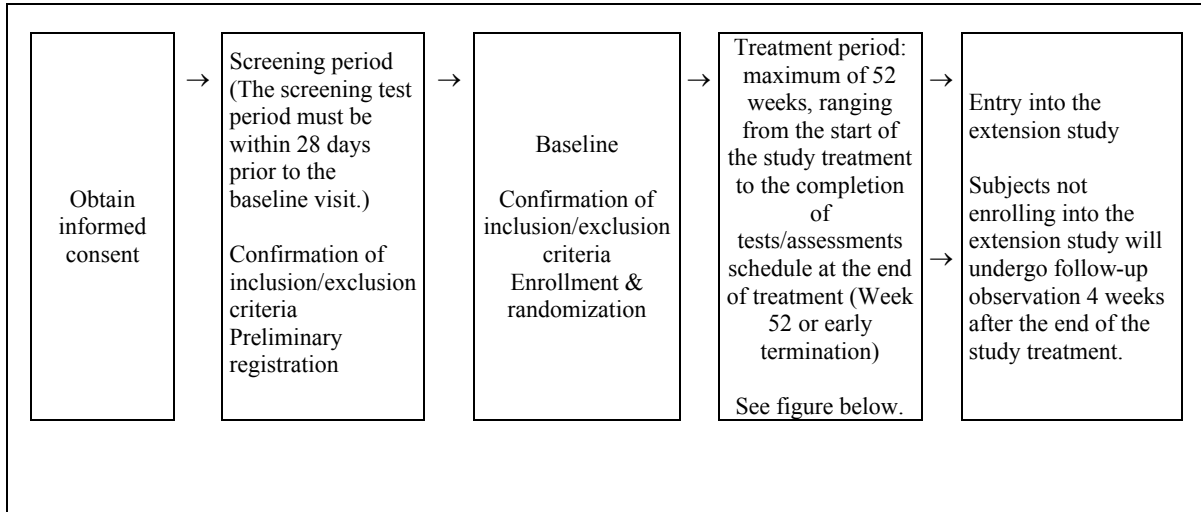 Obtain
informed
consent
→
Screening period
(The screening test
period must be
within 28 days
prior to the
baseline visit.)
Confirmation of
inclusion/exclusion
criteria
Preliminary
registration
→
Baseline
Confirmation of
inclusion/exclusion
criteria
Enrollment &
randomization
→
Treatment period:
maximum of 52
weeks, ranging
from the start of
the study treatment
to the completion
of
tests/assessments
schedule at the end
of treatment (Week
52 or early
termination)
See figure below.
→
→
Entry into the
extension study
Subjects not
enrolling into the
extension study will
undergo follow-up
observation 4 weeks
after the end of the
study treatment.